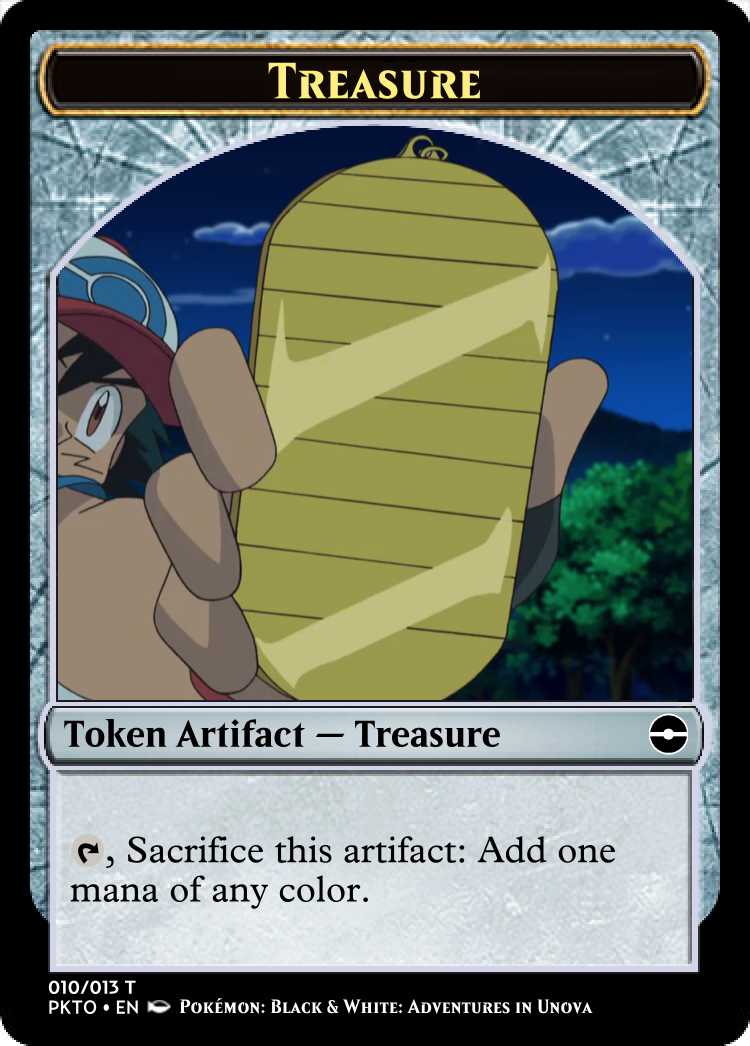 TREASURE
Token Artifact — Treasure
, Sacrifice this artifact: Add one
mana of any color.
010/013 T
PKTO • EN POKÉMON: BLACK & WHITE: ADVENTURES IN UNOVA